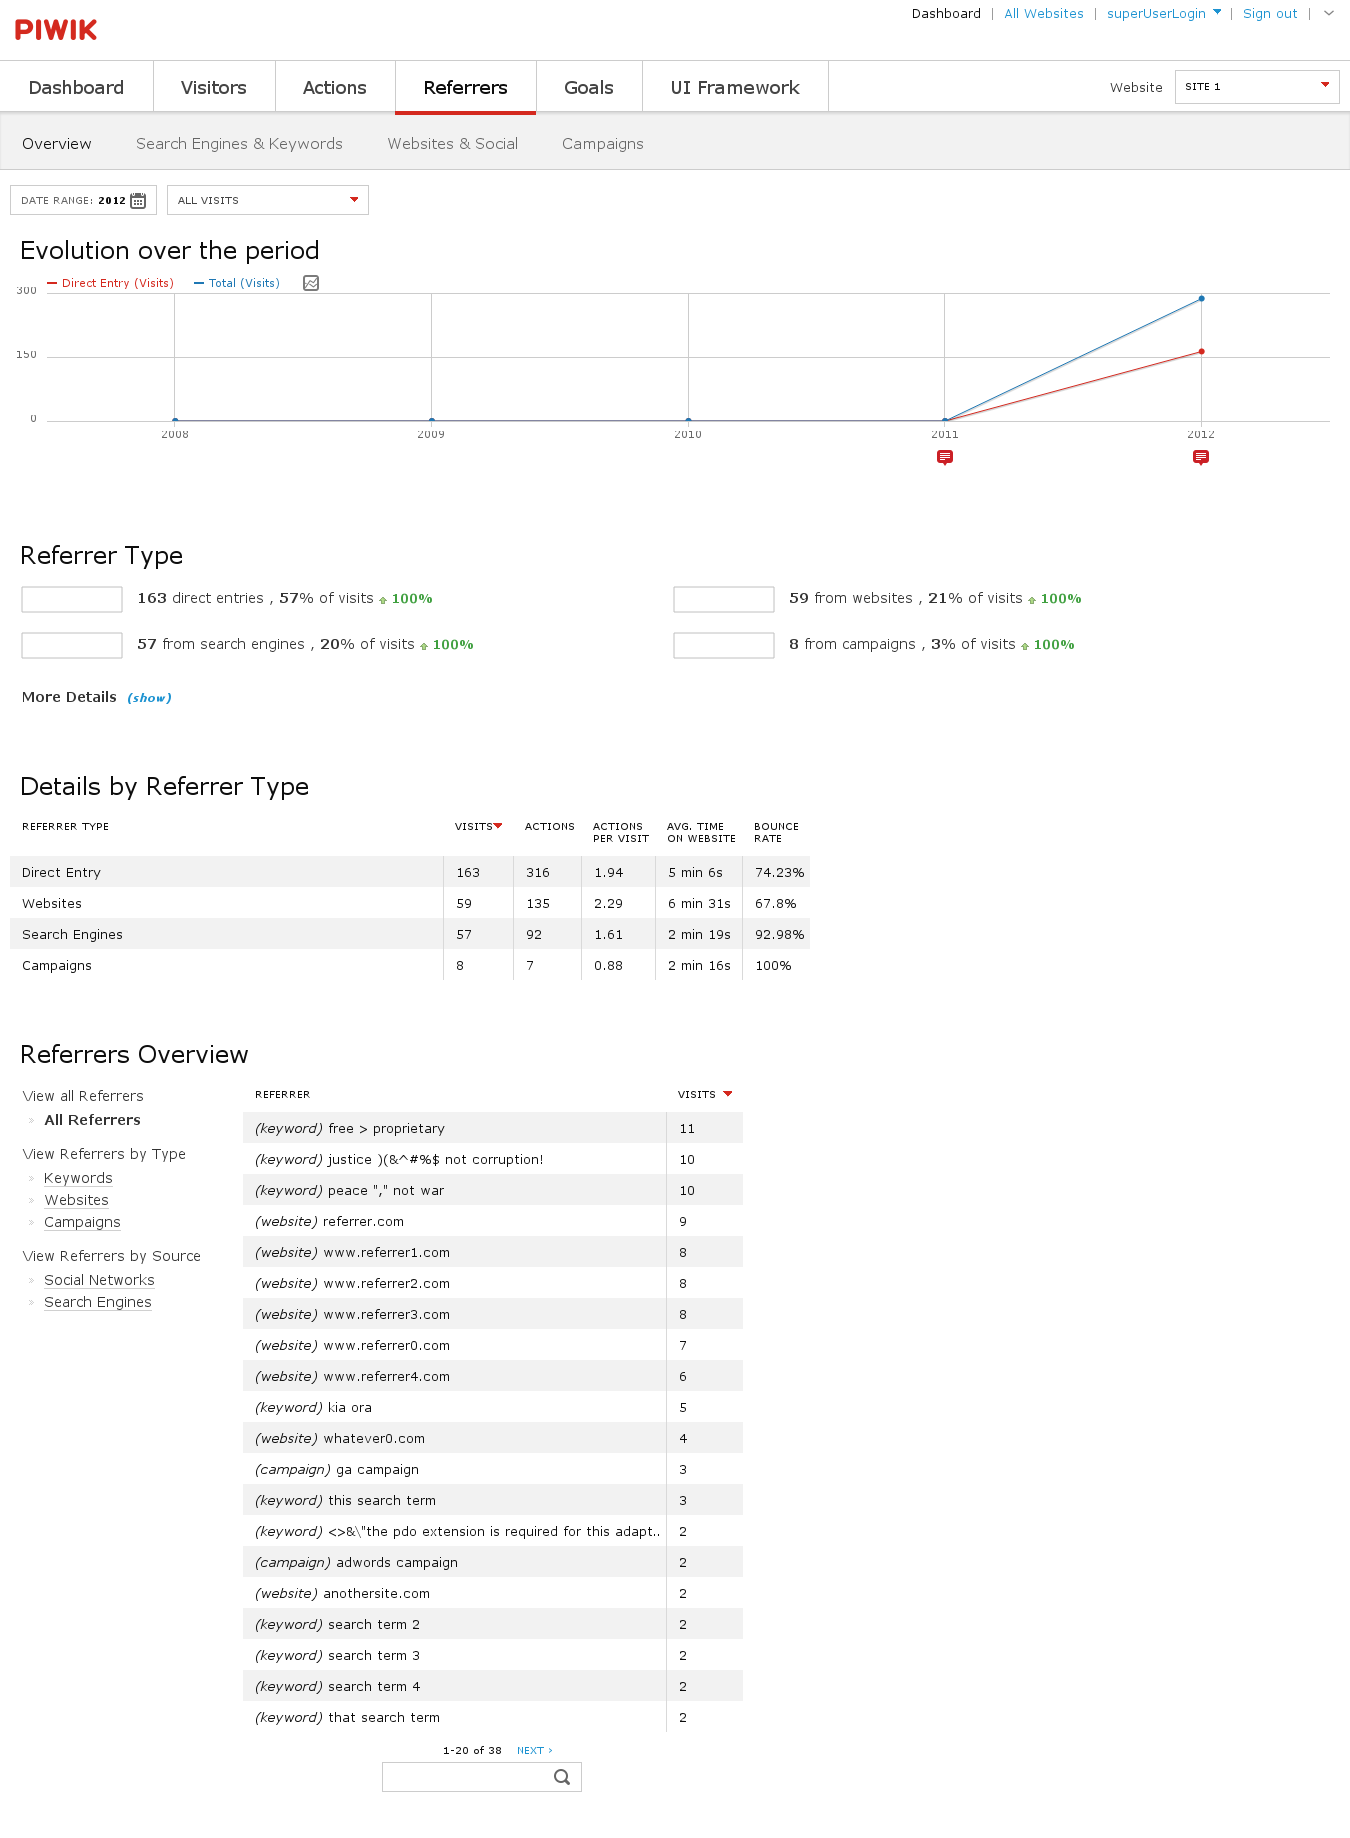 PIWIK
Dashboard | All Websites | superUserLogin | Sign out |
Dashboard Visitors Actions Referrers Goals UI Framework Website SITE 1
Overview Search Engines & Keywords Websites & Social Campaigns
DATE RANGE: 2012 ALL VISITS
Evolution over the period
Direct Entry (Visits) Total (Visits)
300
150
0
2008 2009 2010 2011 2012
Referrer Type
163 direct entries , 57% of visits 100% 59 from websites , 21% of visits 100%
57 from search engines , 20% of visits 100% 8 from campaigns , 3% of visits 100%
More Details (show)
Details by Referrer Type
REFERRER TYPE VISITS ACTIONS ACTIONS PER VISIT AVG. TIME ON WEBSITE BOUNCE RATE
Direct Entry 163 316 1.94 5 min 6s 74.23%
Websites 59 135 2.29 6 min 31s 67.8%
Search Engines 57 92 1.61 2 min 19s 92.98%
Campaigns 8 7 0.88 2 min 16s 100%
Referrers Overview
View all Referrers
» All Referrers
View Referrers by Type
» Keywords
» Websites
» Campaigns
View Referrers by Source
» Social Networks
» Search Engines
REFERRER VISITS
(keyword) free > proprietary 11
(keyword) justice )(&^#%$ not corruption! 10
(keyword) peace "," not war 10
(website) referrer.com 9
(website) www.referrer1.com 8
(website) www.referrer2.com 8
(website) www.referrer3.com 8
(website) www.referrer0.com 7
(website) www.referrer4.com 6
(keyword) kia ora 5
(website) whatever0.com 4
(campaign) ga campaign 3
(keyword) this search term 3
(keyword) <>&\"the pdo extension is required for this adapt.. 2
(campaign) adwords campaign 2
(website) anothersite.com 2
(keyword) search term 2 2
(keyword) search term 3 2
(keyword) search term 4 2
(keyword) that search term 2
1-20 of 38 NEXT ›